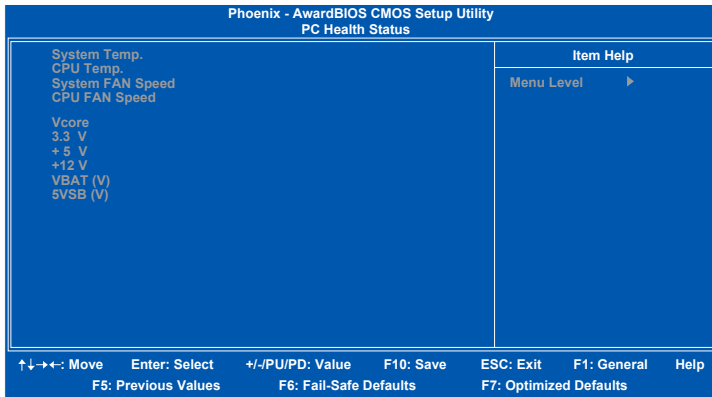 Phoenix - AwardBIOS CMOS Setup Utility
PC Health Status
System Temp.
CPU Temp.
System FAN Speed
CPU FAN Speed
Vcore
3.3 V
+ 5 V
+12 V
VBAT (V)
5VSB (V)
Item Help
Menu Level ▶
↑↓→←: Move Enter: Select +/-/PU/PD: Value F10: Save ESC: Exit F1: General Help
F5: Previous Values F6: Fail-Safe Defaults F7: Optimized Defaults